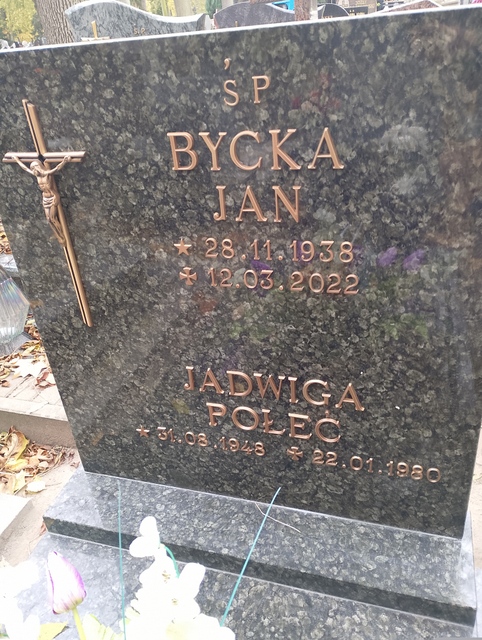 ŚP
BYCKA
JAN
★ 28.11.1938
✠ 12.03.2022
JADWIGA
POŁEĆ
★ 31.08.1948 ✠ 22.01.1980